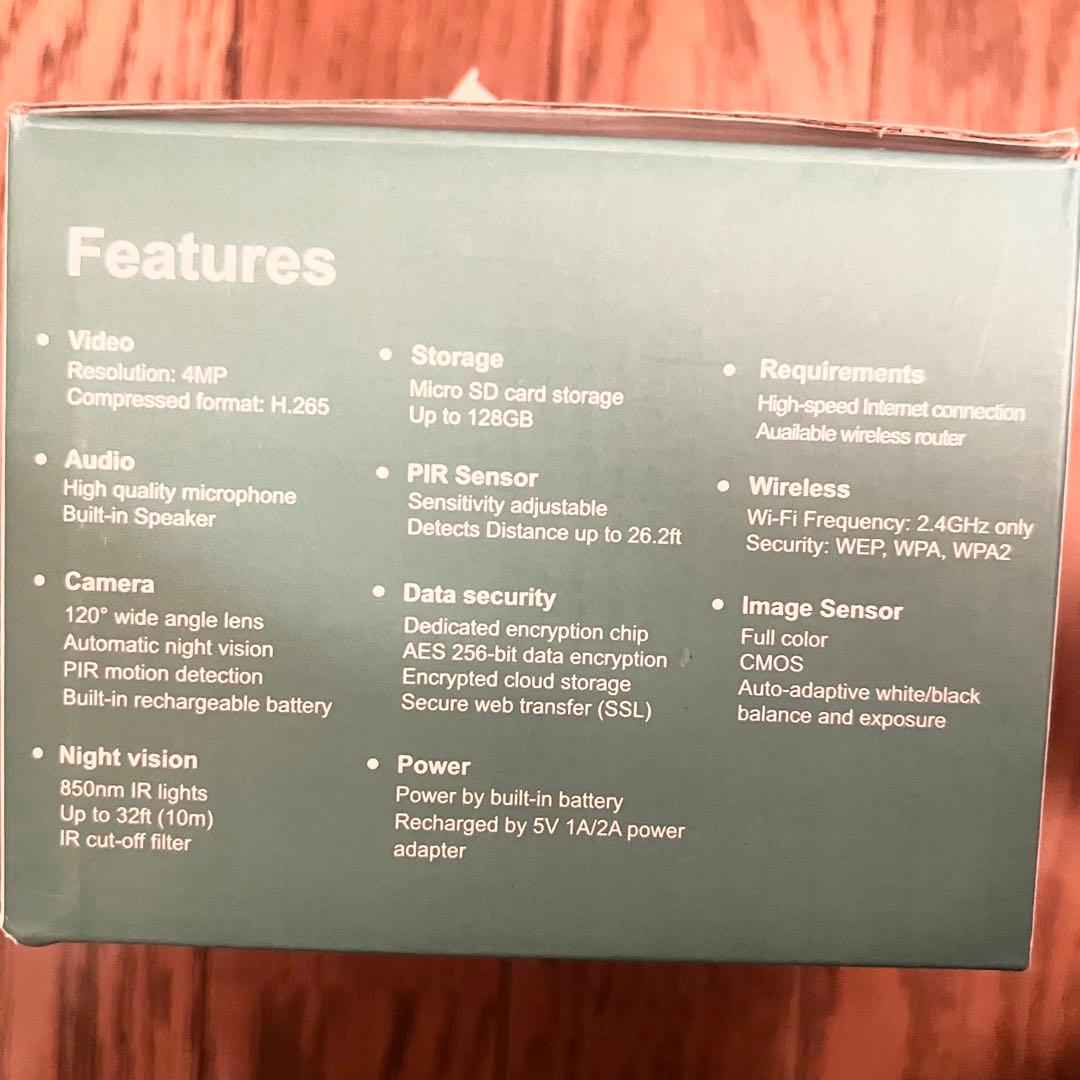 Features
Video
Resolution: 4MP
Compressed format: H.265
Audio
High quality microphone
Built-in Speaker
Camera
120° wide angle lens
Automatic night vision
PIR motion detection
Built-in rechargeable battery
Night vision
850nm IR lights
Up to 32ft (10m)
IR cut-off filter
Storage
Micro SD card storage
Up to 128GB
PIR Sensor
Sensitivity adjustable
Detects Distance up to 26.2ft
Data security
Dedicated encryption chip
AES 256-bit data encryption
Encrypted cloud storage
Secure web transfer (SSL)
Power
Power by built-in battery
Recharged by 5V 1A/2A power
adapter
Requirements
High-speed Internet connection
Auailable wireless router
Wireless
Wi-Fi Frequency: 2.4GHz only
Security: WEP, WPA, WPA2
Image Sensor
Full color
CMOS
Auto-adaptive white/black
balance and exposure